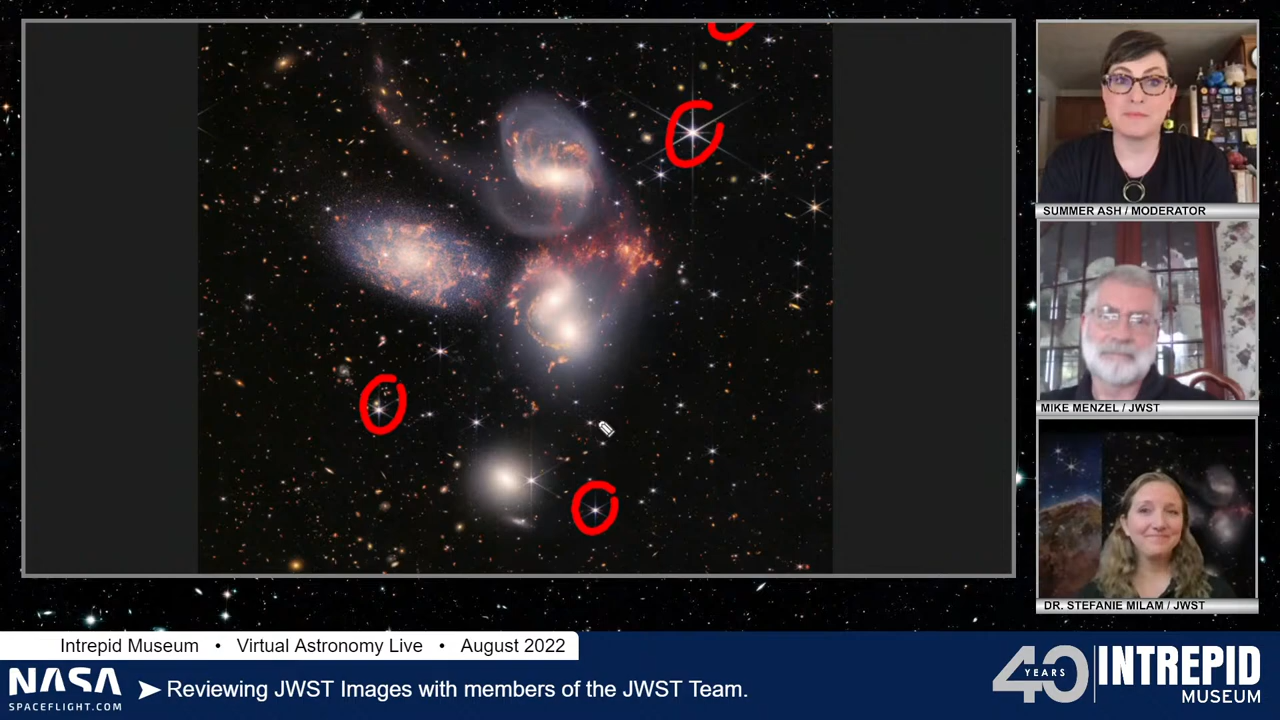 SUMMER ASH / MODERATOR
MIKE MENZEL / JWST
DR. STEFANIE MILAM / JWST
Intrepid Museum • Virtual Astronomy Live • August 2022
NASA
SPACEFLIGHT.COM
➤ Reviewing JWST Images with members of the JWST Team.
40
YEARS
INTREPID
MUSEUM